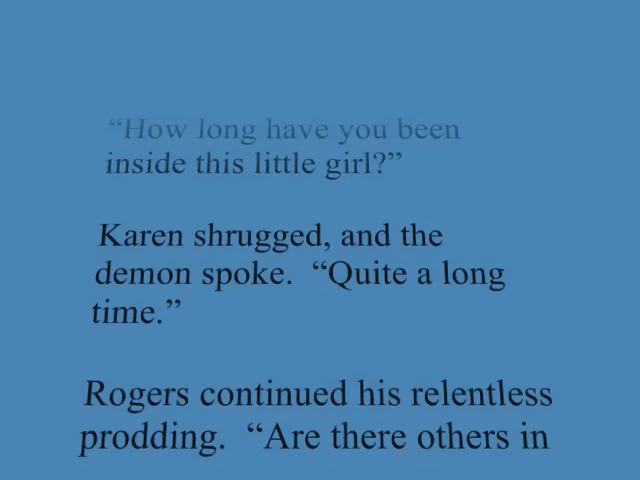 “How long have you been
inside this little girl?”
Karen shrugged, and the
demon spoke.  “Quite a long
time.”
Rogers continued his relentless
prodding.  “Are there others in